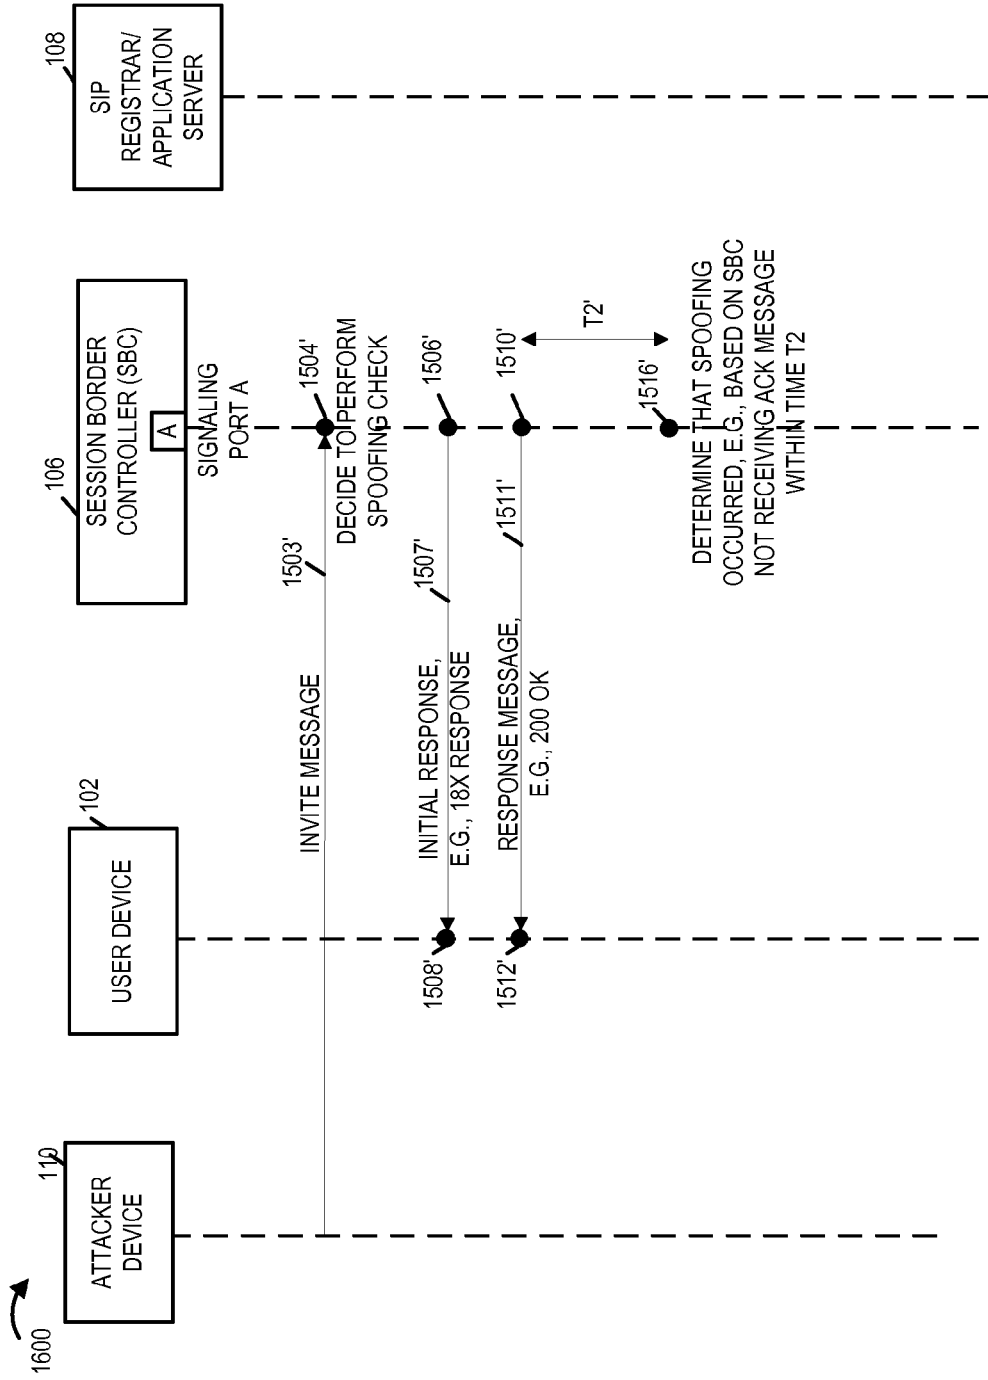 1600
110
ATTACKER
DEVICE
102
USER DEVICE
106
SESSION BORDER
CONTROLLER (SBC)
A
SIGNALING
PORT A
108
SIP
REGISTRAR/
APPLICATION
SERVER
INVITE MESSAGE
1503'
1504'
DECIDE TO PERFORM
SPOOFING CHECK
1508'
INITIAL RESPONSE,
E.G., 18X RESPONSE
1507'
1506'
1512'
RESPONSE MESSAGE,
E.G., 200 OK
1511'
1510'
T2'
1516'
DETERMINE THAT SPOOFING
OCCURRED, E.G., BASED ON SBC
NOT RECEIVING ACK MESSAGE
WITHIN TIME T2